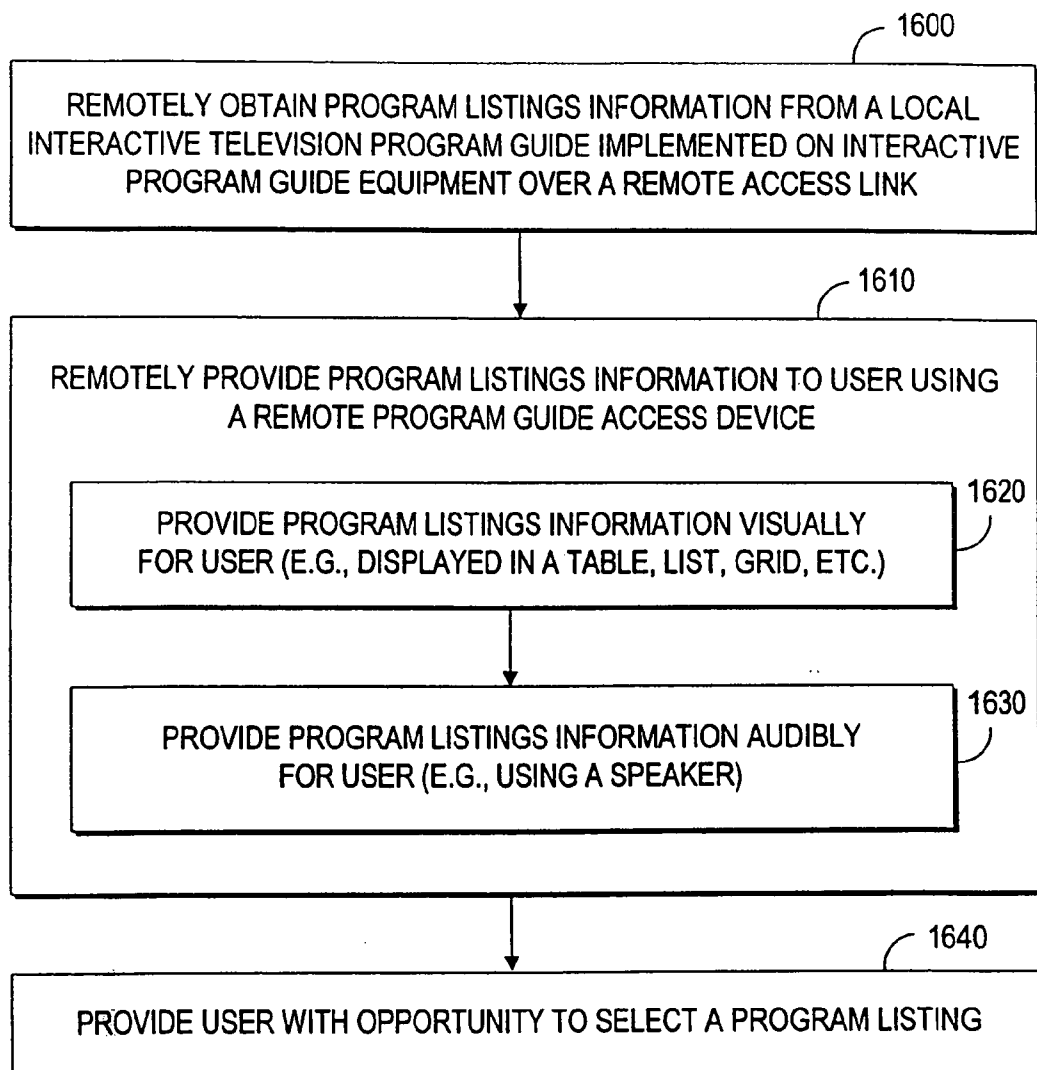 1600
REMOTELY OBTAIN PROGRAM LISTINGS INFORMATION FROM A LOCAL
INTERACTIVE TELEVISION PROGRAM GUIDE IMPLEMENTED ON INTERACTIVE
PROGRAM GUIDE EQUIPMENT OVER A REMOTE ACCESS LINK
1610
REMOTELY PROVIDE PROGRAM LISTINGS INFORMATION TO USER USING
A REMOTE PROGRAM GUIDE ACCESS DEVICE
1620
PROVIDE PROGRAM LISTINGS INFORMATION VISUALLY
FOR USER (E.G., DISPLAYED IN A TABLE, LIST, GRID, ETC.)
1630
PROVIDE PROGRAM LISTINGS INFORMATION AUDIBLY
FOR USER (E.G., USING A SPEAKER)
1640
PROVIDE USER WITH OPPORTUNITY TO SELECT A PROGRAM LISTING